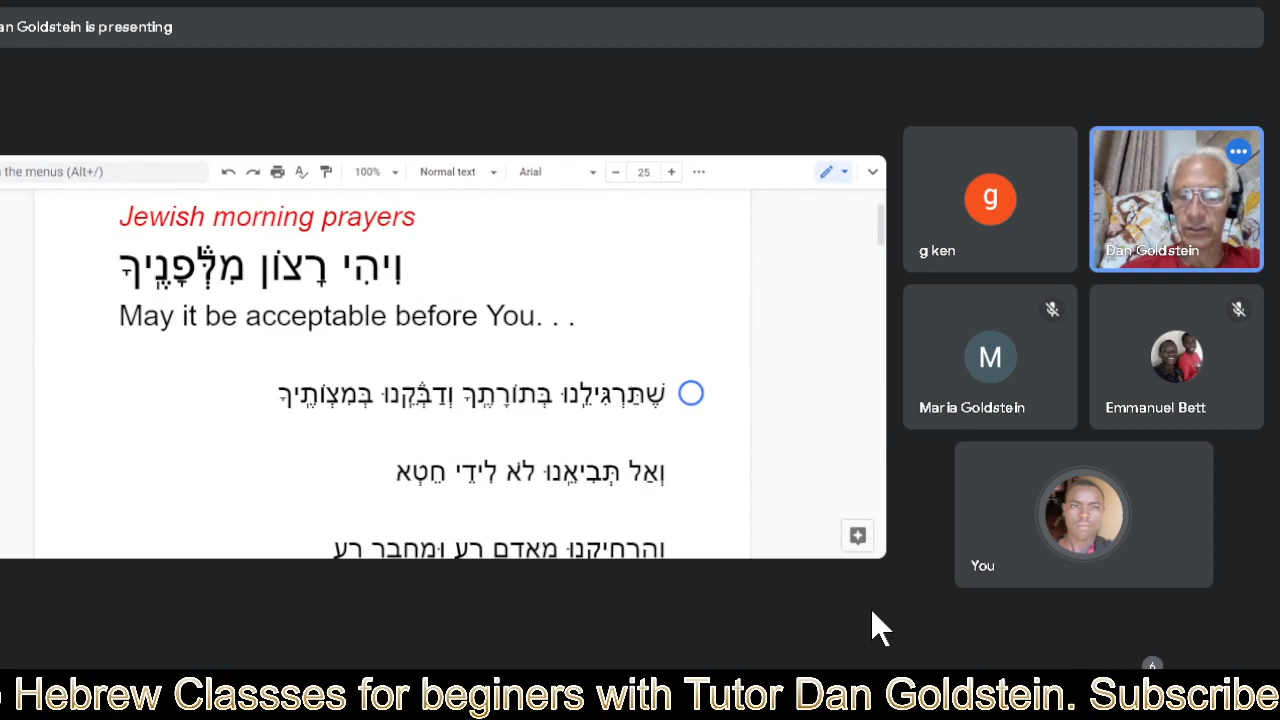 an Goldstein is presenting
the menus (Alt+/)
100%
Normal text
Arial
25
Jewish morning prayers
וִיהִי רָצוֹן מִלְּ֯פָנֶֽיךָ
May it be acceptable before You. . .
שֶׁתַּרְגִּילֵֽנוּ בְּתוֹרָתֶֽךָ וְדַבְּ֯קֵֽנוּ בְּמִצְוֹתֶֽיךָ
וְאַל תְּבִיאֵֽנוּ לֹא לִידֵי חֵטְא
והרחיקנו מאדם רע ומחבר רע
g
g ken
Dan Goldstein
M
Maria Goldstein
Emmanuel Bett
You
6
Hebrew Classses for beginers with Tutor Dan Goldstein. Subscribe